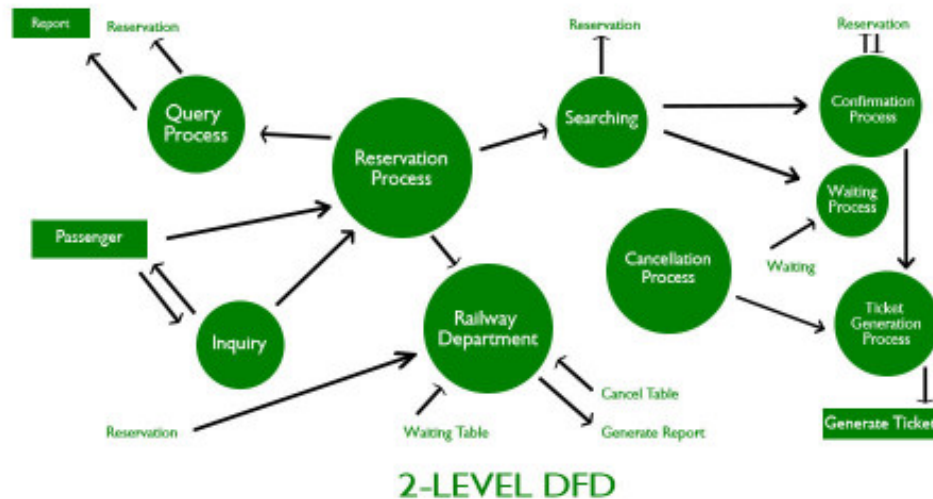 Report
Reservation
Reservation
Reservation
Query
Process
Searching
Confirmation
Process
Reservation
Process
Waiting
Process
Passenger
Cancellation
Process
Waiting
Inquiry
Railway
Department
Ticket
Generation
Process
Cancel Table
Reservation
Waiting Table
Generate Report
Generate Ticket
2-LEVEL DFD